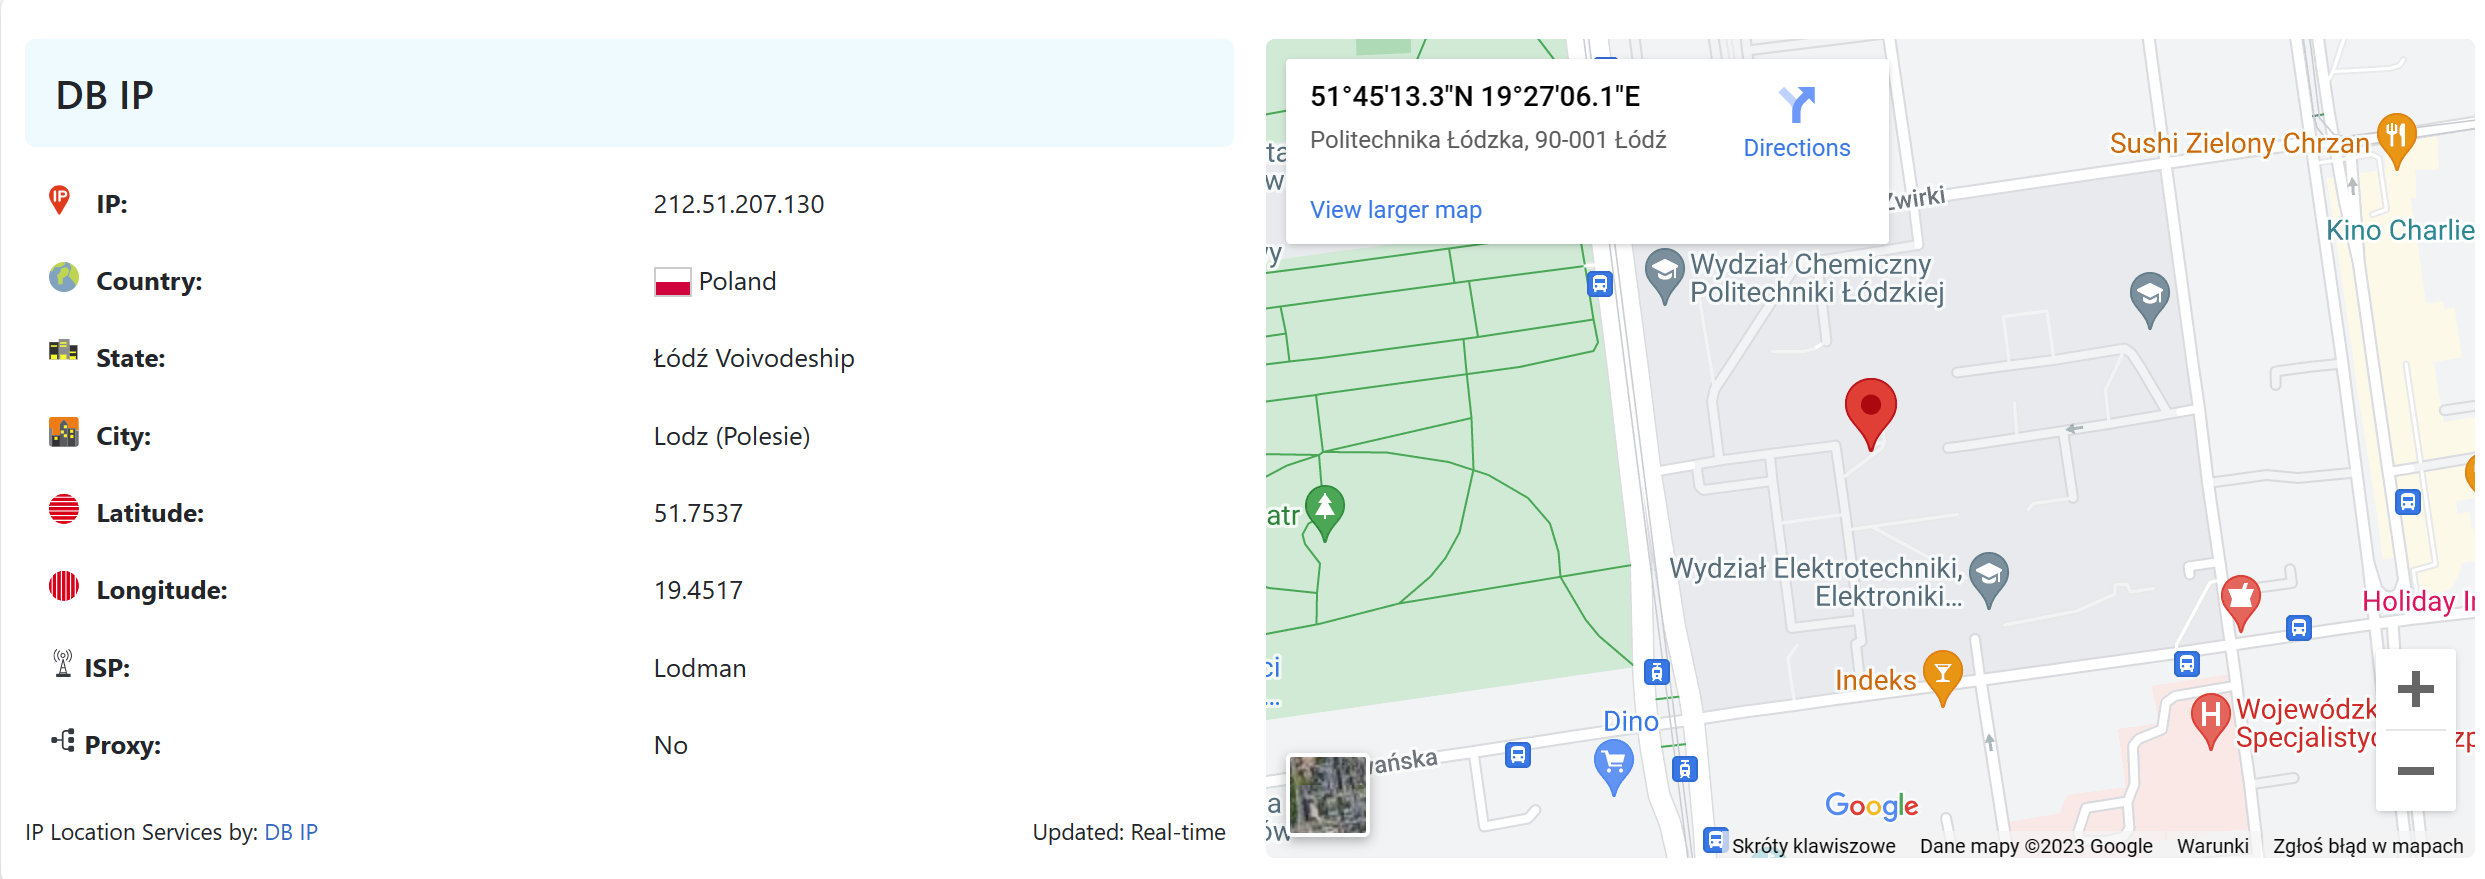 DB IP
IP: 212.51.207.130
Country: Poland
State: Łódź Voivodeship
City: Lodz (Polesie)
Latitude: 51.7537
Longitude: 19.4517
ISP: Lodman
Proxy: No
IP Location Services by: DB IP
Updated: Real-time
51°45'13.3"N 19°27'06.1"E
Politechnika Łódzka, 90-001 Łódź
Directions
View larger map
Żwirki
Sushi Zielony Chrzan
Kino Charlie
Wydział Chemiczny
Politechniki Łódzkiej
atr
Wydział Elektrotechniki,
Elektroniki...
Holiday
Indeks
Dino
H
Wojewódzk
Specjalistyc
wańska
Google
Skróty klawiszowe
Dane mapy ©2023 Google
Warunki
Zgłoś błąd w mapach